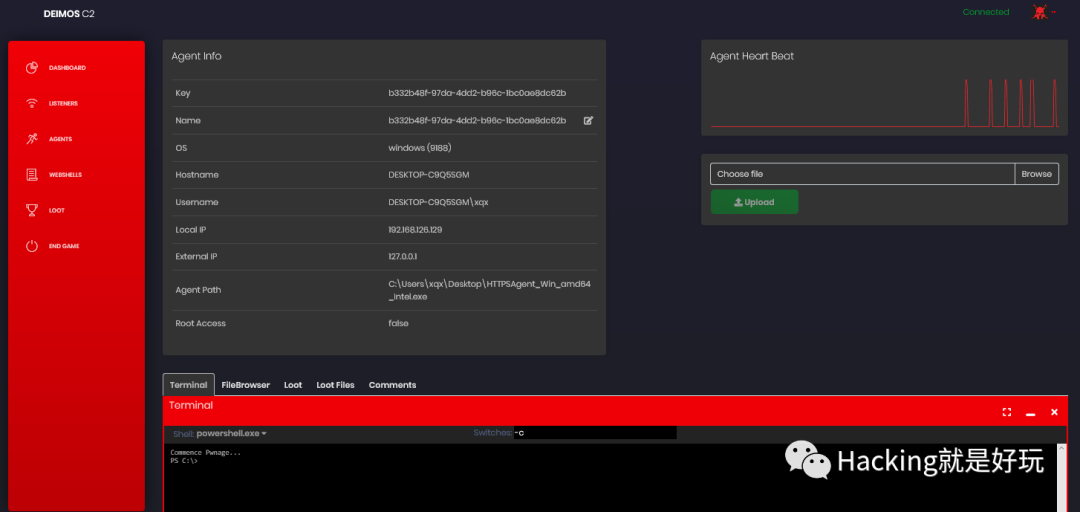 DEIMOS C2
Connected
DASHBOARD
LISTENERS
AGENTS
WEBSHELLS
LOOT
END GAME
Agent Info
Key b332b48f-97da-4dd2-b96c-1bc0ae8dc62b
Name b332b48f-97da-4dd2-b96c-1bc0ae8dc62b
OS windows (9188)
Hostname DESKTOP-C9Q5SGM
Username DESKTOP-C9Q5SGM\xqx
Local IP 192.168.126.129
External IP 127.0.0.1
Agent Path C:\Users\xqx\Desktop\HTTPSAgent_Win_amd64
_intel.exe
Root Access false
Agent Heart Beat
Choose file Browse
Upload
Terminal FileBrowser Loot Loot Files Comments
Terminal
Shell: powershell.exe Switches: -c
Commence Pwnage...
PS C:\>
Hacking就是好玩